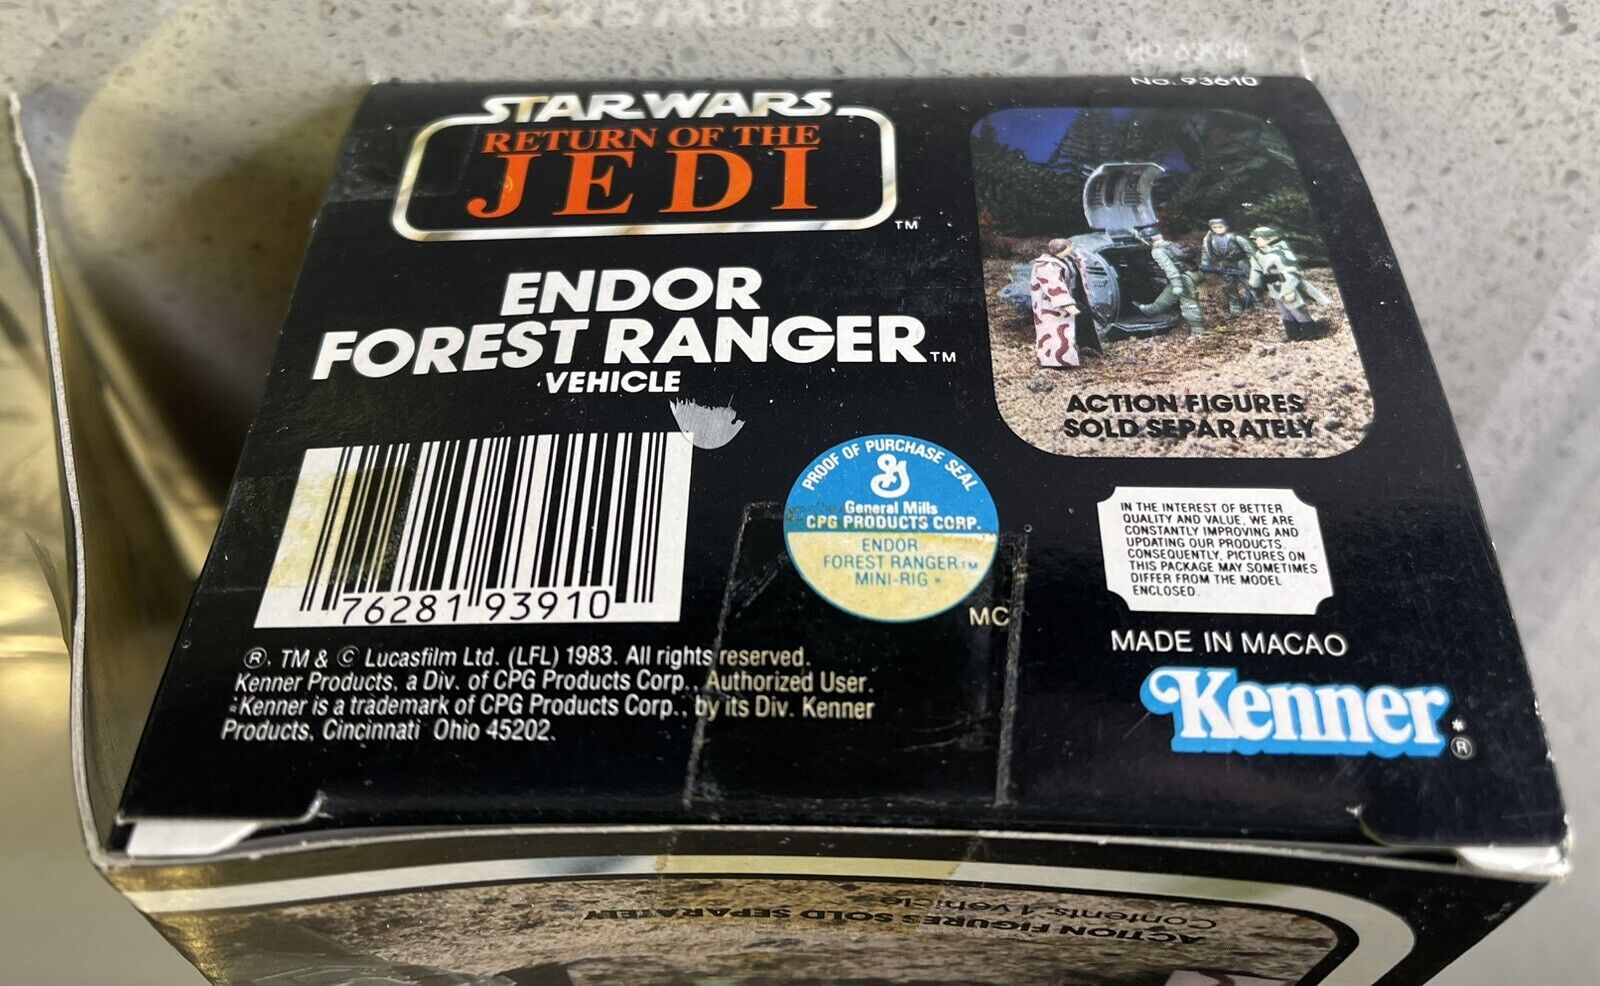 No. 93610
STAR WARS
RETURN OF THE
JEDI
TM
ENDOR
FOREST RANGER TM
VEHICLE
ACTION FIGURES
SOLD SEPARATELY
76281 93910
PROOF OF PURCHASE SEAL
General Mills
CPG PRODUCTS CORP.
ENDOR
FOREST RANGER TM
MINI-RIG *
MC
IN THE INTEREST OF BETTER
QUALITY AND VALUE, WE ARE
CONSTANTLY IMPROVING AND
UPDATING OUR PRODUCTS.
CONSEQUENTLY, PICTURES ON
THIS PACKAGE MAY SOMETIMES
DIFFER FROM THE MODEL
ENCLOSED.
MADE IN MACAO
Kenner *®
®, TM & © Lucasfilm Ltd. (LFL) 1983. All rights reserved.
Kenner Products, a Div. of CPG Products Corp., Authorized User.
*Kenner is a trademark of CPG Products Corp., by its Div. Kenner
Products, Cincinnati Ohio 45202.
ACTION FIGURES SOLD SEPARATELY
Contents: 1 vehicle